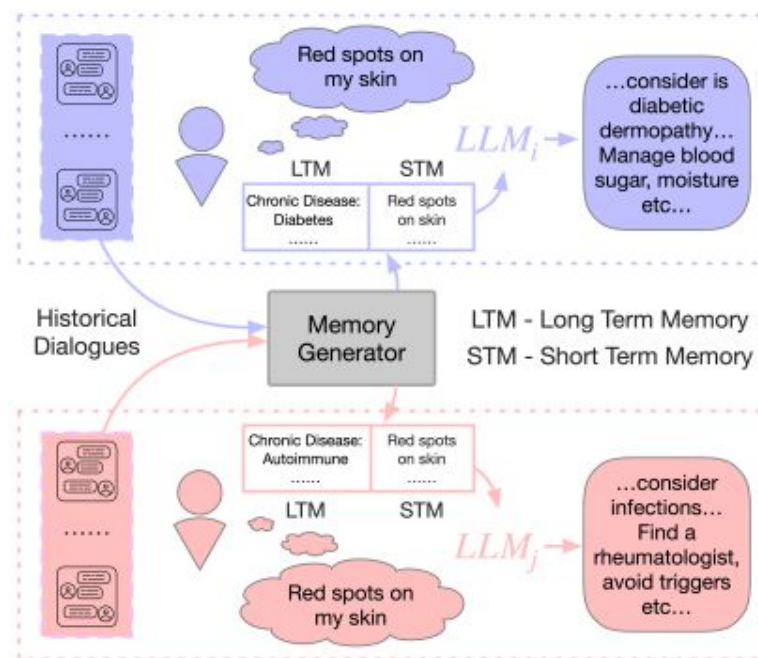 Red spots on
my skin
LTM
STM
Chronic Disease:
Diabetes
......
Red spots
on skin
......
LLMi
...consider is
diabetic
dermopathy...
Manage blood
sugar, moisture
etc...
......
Historical
Dialogues
Memory
Generator
LTM - Long Term Memory
STM - Short Term Memory
......
Chronic Disease:
Autoimmune
......
Red spots
on skin
......
LTM
STM
LLMj
...consider
infections...
Find a
rheumatologist,
avoid triggers
etc...
Red spots on
my skin